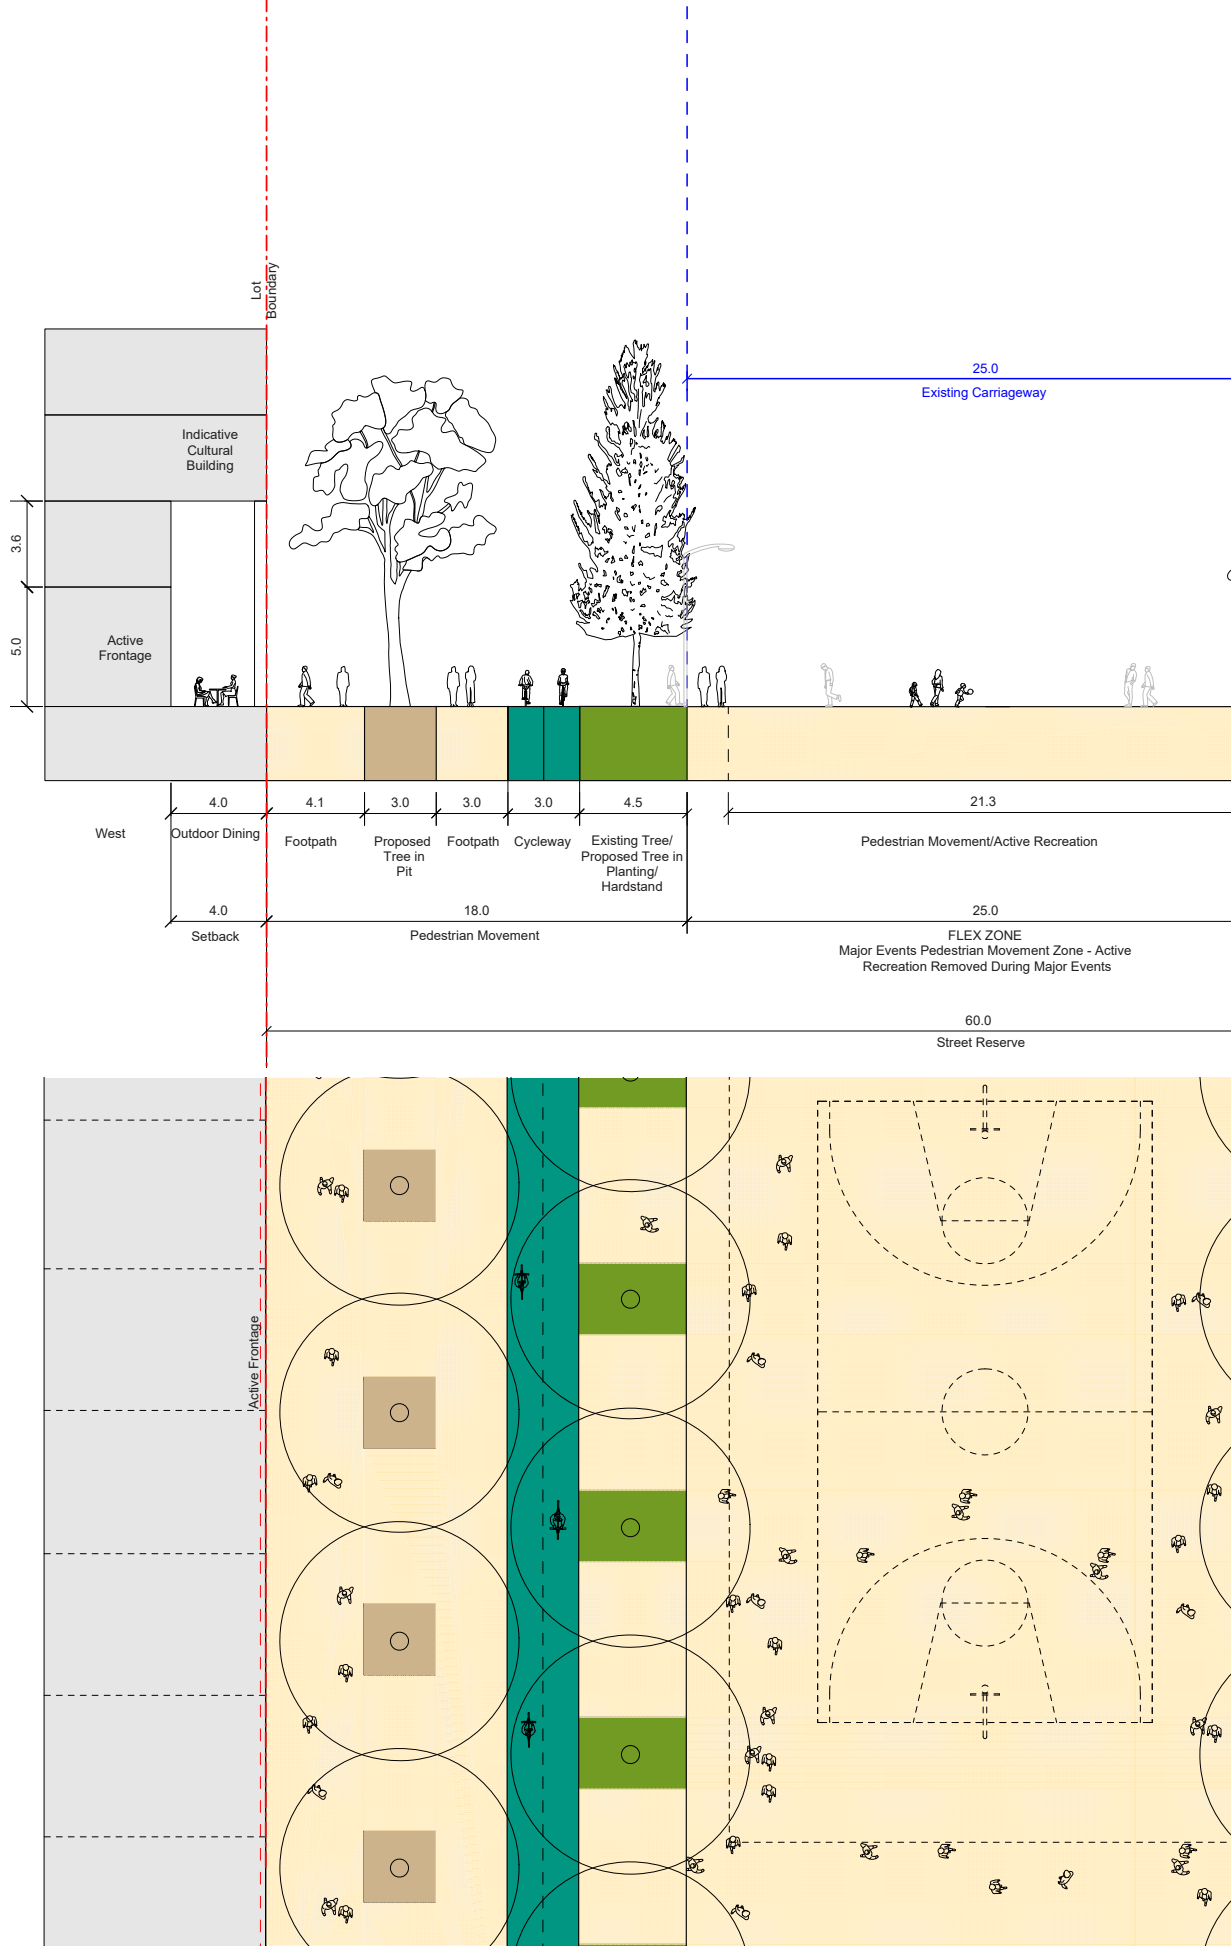 Lot
Boundary
25.0
Existing Carriageway
Indicative
Cultural
Building
3.6
5.0
Active
Frontage
4.0
4.1
3.0
3.0
3.0
4.5
21.3
West
Outdoor Dining
Footpath
Proposed
Tree in
Pit
Footpath
Cycleway
Existing Tree/
Proposed Tree in
Planting/
Hardstand
Pedestrian Movement/Active Recreation
4.0
18.0
25.0
Setback
Pedestrian Movement
FLEX ZONE
Major Events Pedestrian Movement Zone - Active
Recreation Removed During Major Events
60.0
Street Reserve
Active Frontage